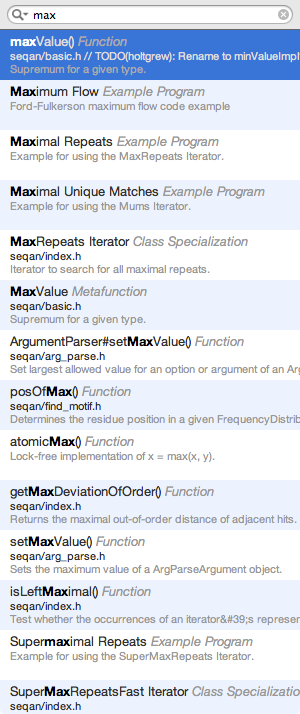 max
maxValue() Function
seqan/basic.h // TODO(holtgrew): Rename to minValueImpl
Supremum for a given type.
Maximum Flow Example Program
Ford-Fulkerson maximum flow code example
Maximal Repeats Example Program
Example for using the MaxRepeats Iterator.
Maximal Unique Matches Example Program
Example for using the Mums Iterator.
MaxRepeats Iterator Class Specialization
seqan/index.h
Iterator to search for all maximal repeats.
MaxValue Metafunction
seqan/basic.h
Supremum for a given type.
ArgumentParser#setMaxValue() Function
seqan/arg_parse.h
Set largest allowed value for an option or argument of an Arg
posOfMax() Function
seqan/find_motif.h
Determines the residue position in a given FrequencyDistrib
atomicMax() Function
Lock-free implementation of x = max(x, y).
getMaxDeviationOfOrder() Function
seqan/index.h
Returns the maximal out-of-order distance of adjacent hits.
setMaxValue() Function
seqan/arg_parse.h
Sets the maximum value of a ArgParseArgument object.
isLeftMaximal() Function
seqan/index.h
Test whether the occurrences of an iterator&#39;s represen
Supermaximal Repeats Example Program
Example for using the SuperMaxRepeats Iterator.
SuperMaxRepeatsFast Iterator Class Specializatio
seqan/index.h